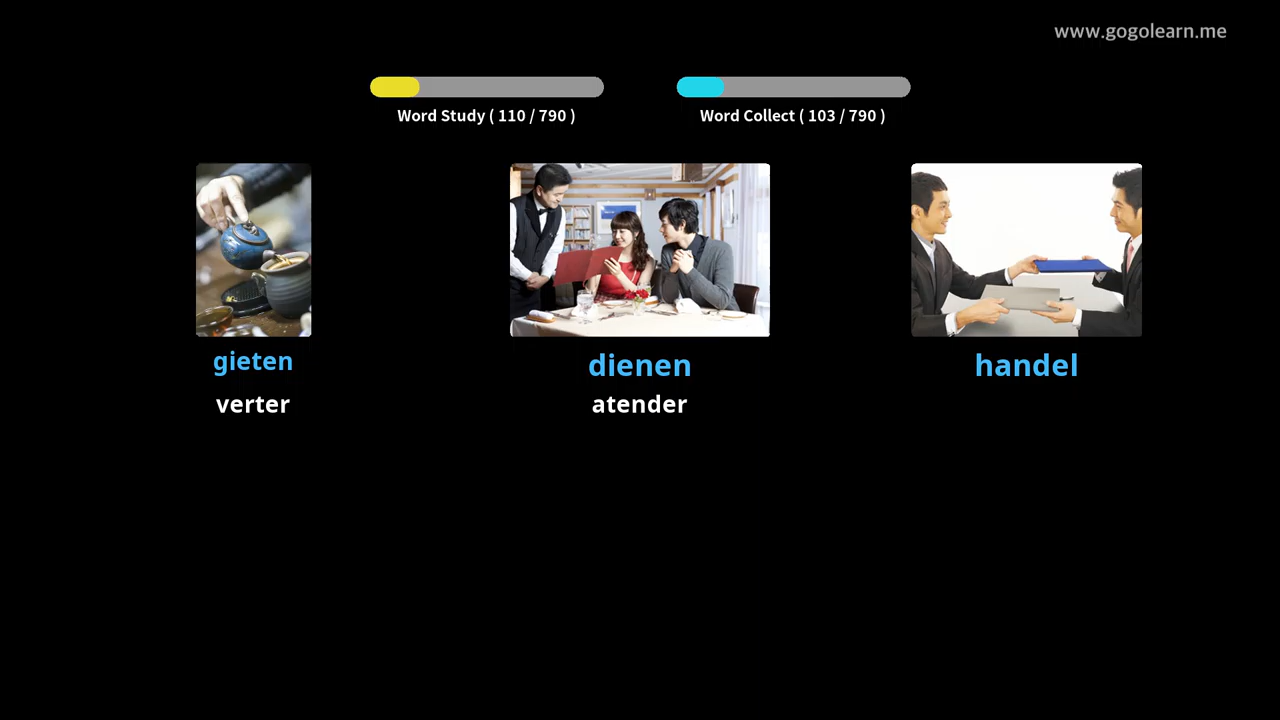 www.gogolearn.me
Word Study ( 110 / 790 )
Word Collect ( 103 / 790 )
gieten
dienen
handel
verter
atender